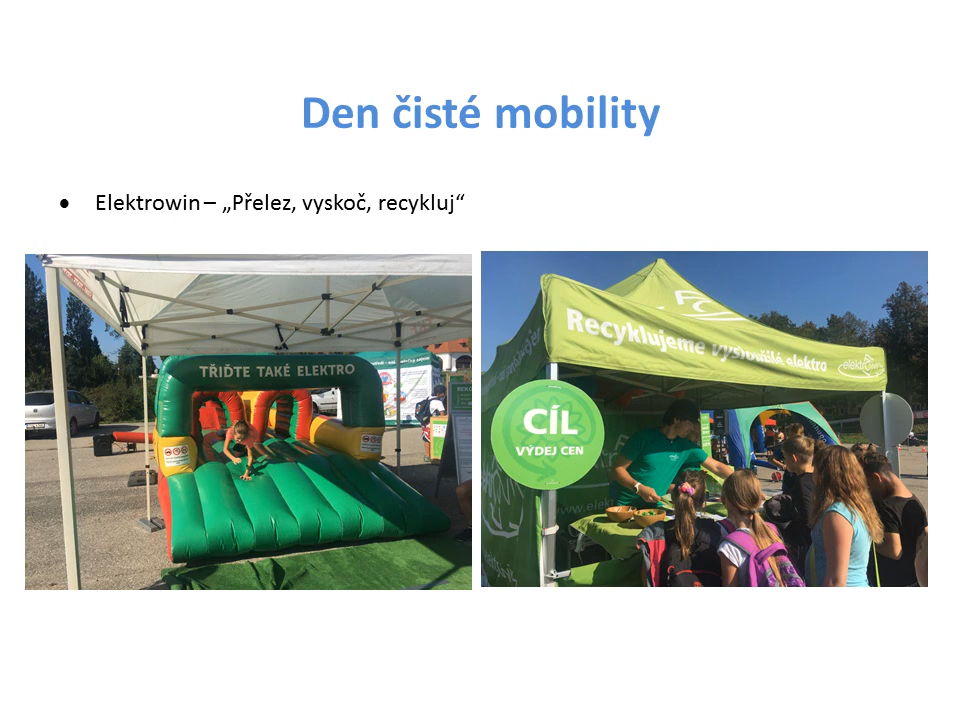 Den čisté mobility
• Elektrowin – „Přelez, vyskoč, recykluj“
TŘIĎTE TAKÉ ELEKTRO
Recyklujeme vysloužilé elektro
CÍL
VÝDEJ CEN